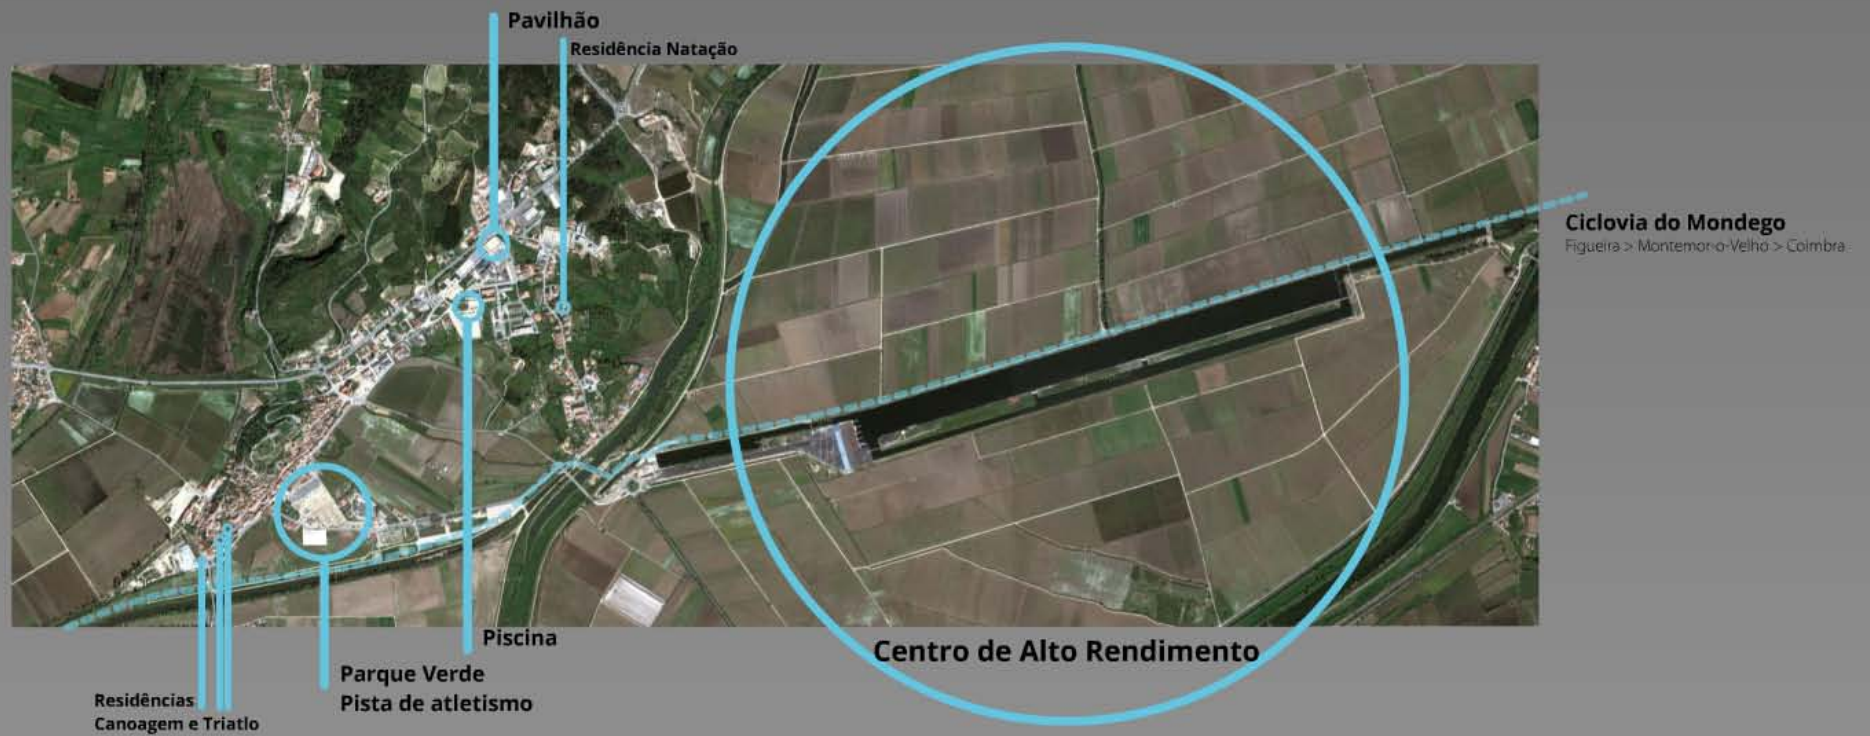 Pavilhão
Residência Natação
Ciclovia do Mondego
Figueira > Montemor-o-Velho > Coimbra
Centro de Alto Rendimento
Piscina
Parque Verde
Pista de atletismo
Residências
Canoagem e Triatlo